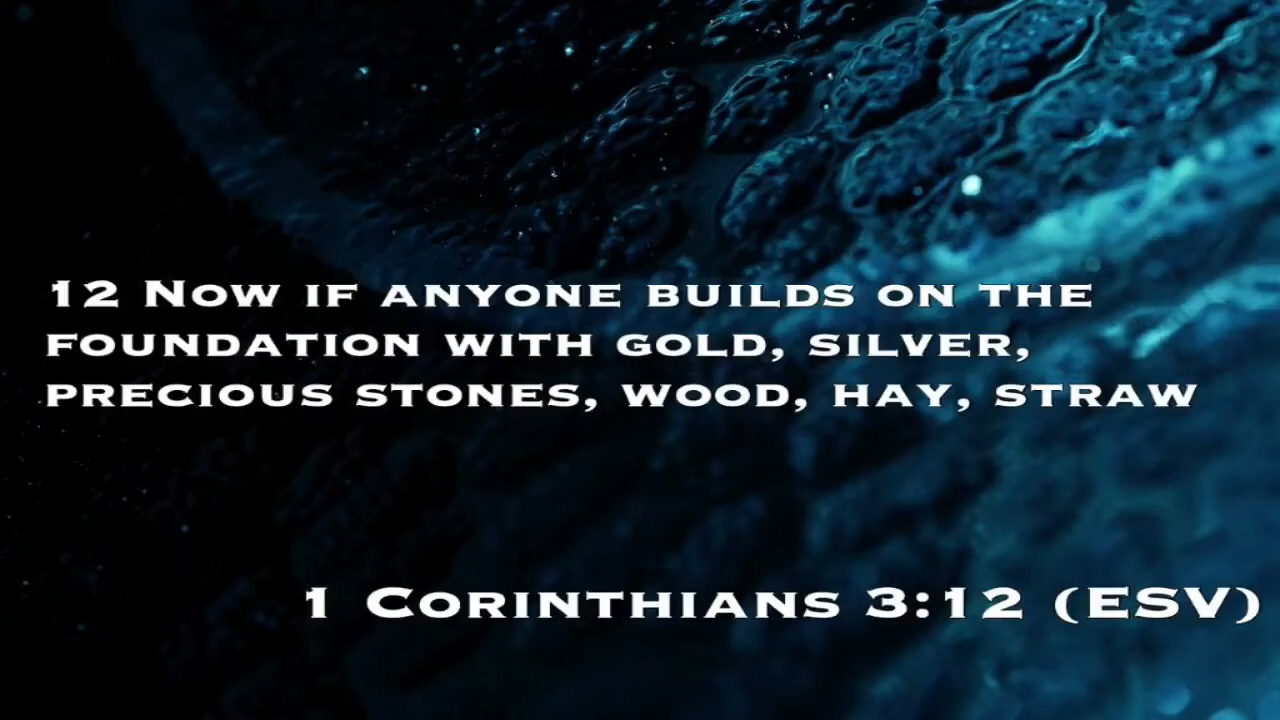 12 Now if anyone builds on the
foundation with gold, silver,
precious stones, wood, hay, straw
1 Corinthians 3:12 (ESV)